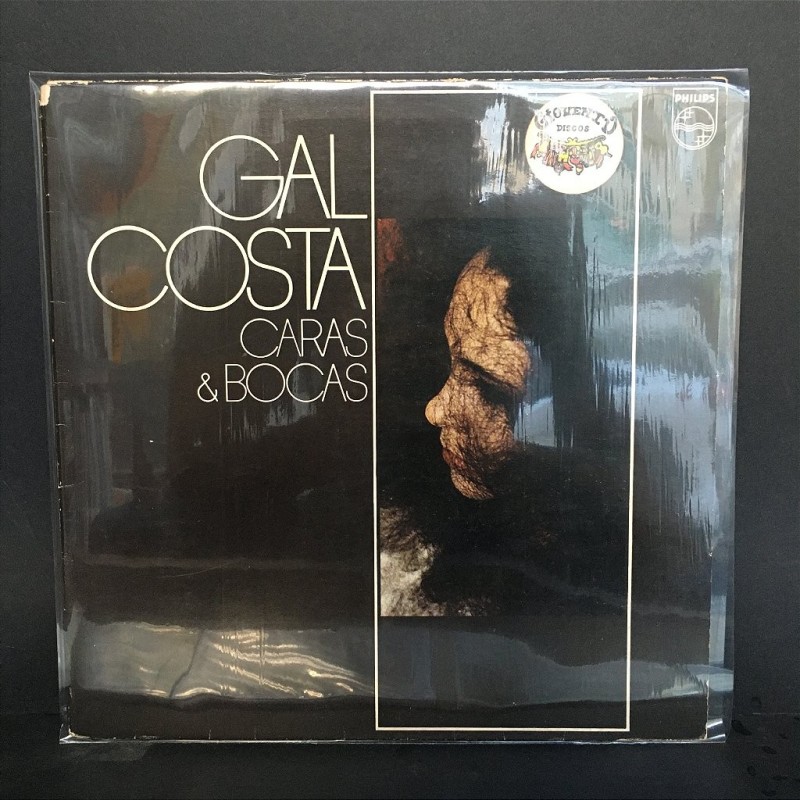 GAL
COSTA
CARAS
& BOCAS
DISCOS
PHILIPS